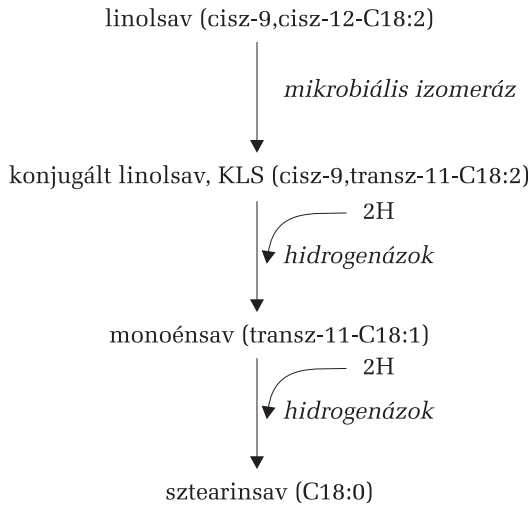 linolsav (cisz-9,cisz-12-C18:2)
mikrobiális izomeráz
konjugált linolsav, KLS (cisz-9,transz-11-C18:2)
2H
hidrogenázok
monoénsav (transz-11-C18:1)
2H
hidrogenázok
sztearinsav (C18:0)